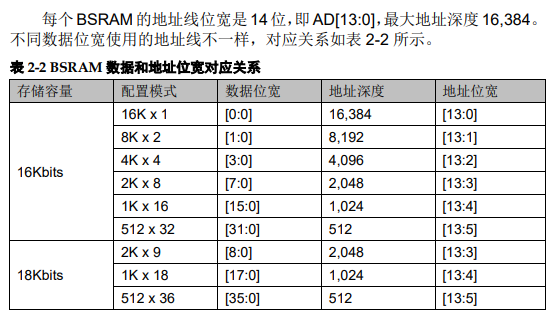 每个 BSRAM 的地址线位宽是 14 位，即 AD[13:0]，最大地址深度 16,384。
不同数据位宽使用的地址线不一样，对应关系如表 2-2 所示。
表 2-2 BSRAM 数据和地址位宽对应关系
存储容量 配置模式 数据位宽 地址深度 地址位宽
16Kbits
16K x 1 [0:0] 16,384 [13:0]
8K x 2 [1:0] 8,192 [13:1]
4K x 4 [3:0] 4,096 [13:2]
2K x 8 [7:0] 2,048 [13:3]
1K x 16 [15:0] 1,024 [13:4]
512 x 32 [31:0] 512 [13:5]
18Kbits
2K x 9 [8:0] 2,048 [13:3]
1K x 18 [17:0] 1,024 [13:4]
512 x 36 [35:0] 512 [13:5]